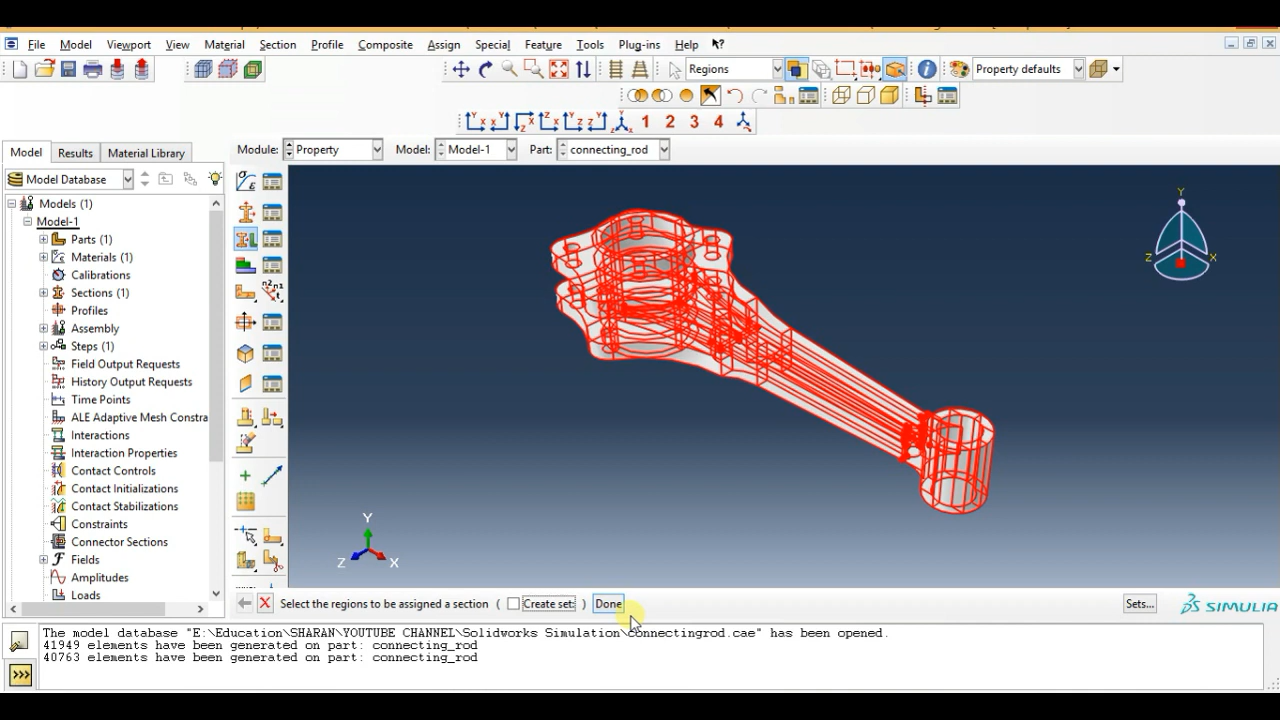 File Model Viewport View Material Section Profile Composite Assign Special Feature Tools Plug-ins Help
Regions Property defaults
1 2 3 4
Model Results Material Library Module: Property Model: Model-1 Part: connecting_rod
Model Database
Models (1)
Model-1
Parts (1)
Materials (1)
Calibrations
Sections (1)
Profiles
Assembly
Steps (1)
Field Output Requests
History Output Requests
Time Points
ALE Adaptive Mesh Constra
Interactions
Interaction Properties
Contact Controls
Contact Initializations
Contact Stabilizations
Constraints
Connector Sections
Fields
Amplitudes
Loads
Y
Z X
Y
Z X
Select the regions to be assigned a section ( Create set: ) Done Sets... SIMULIA
The model database "E:\Education\SHARAN\YOUTUBE CHANNEL\Solidworks Simulation\connectingrod.cae" has been opened.
41949 elements have been generated on part: connecting_rod
40763 elements have been generated on part: connecting_rod
>>>